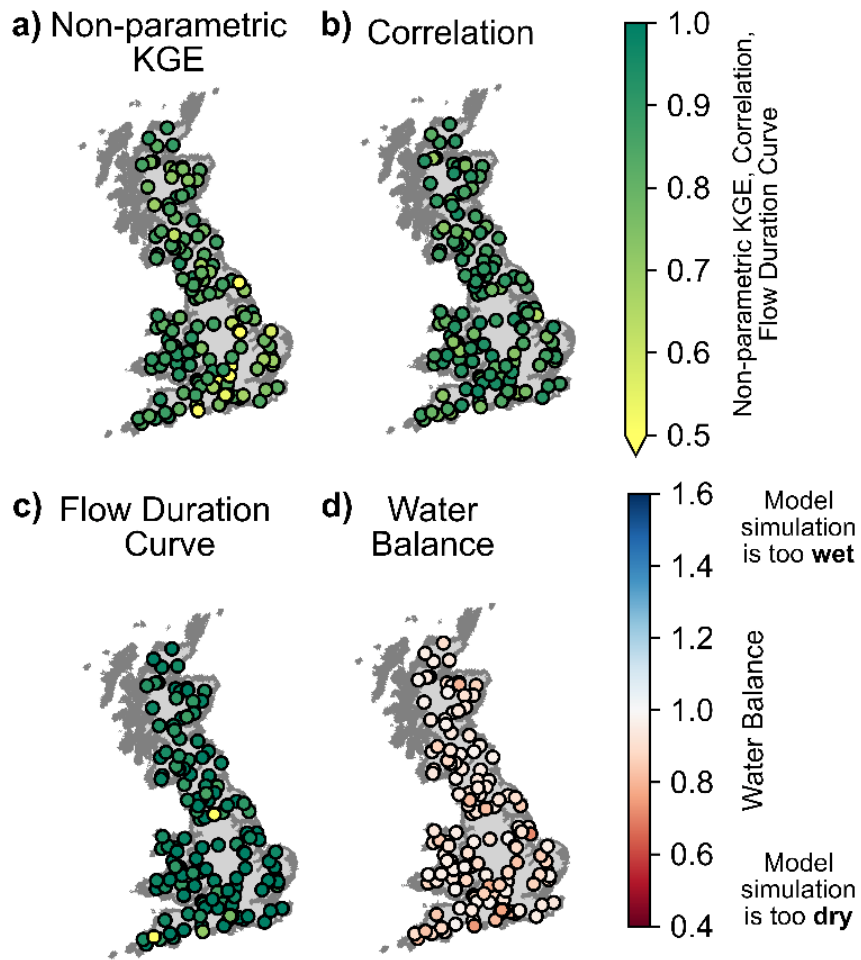 a) Non-parametric
KGE
b) Correlation
1.0
0.9
0.8
0.7
0.6
0.5
Non-parametric KGE, Correlation,
Flow Duration Curve
c) Flow Duration
Curve
d) Water
Balance
1.6
1.4
1.2
1.0
0.8
0.6
0.4
Water Balance
Model
simulation
is too wet
Model
simulation
is too dry